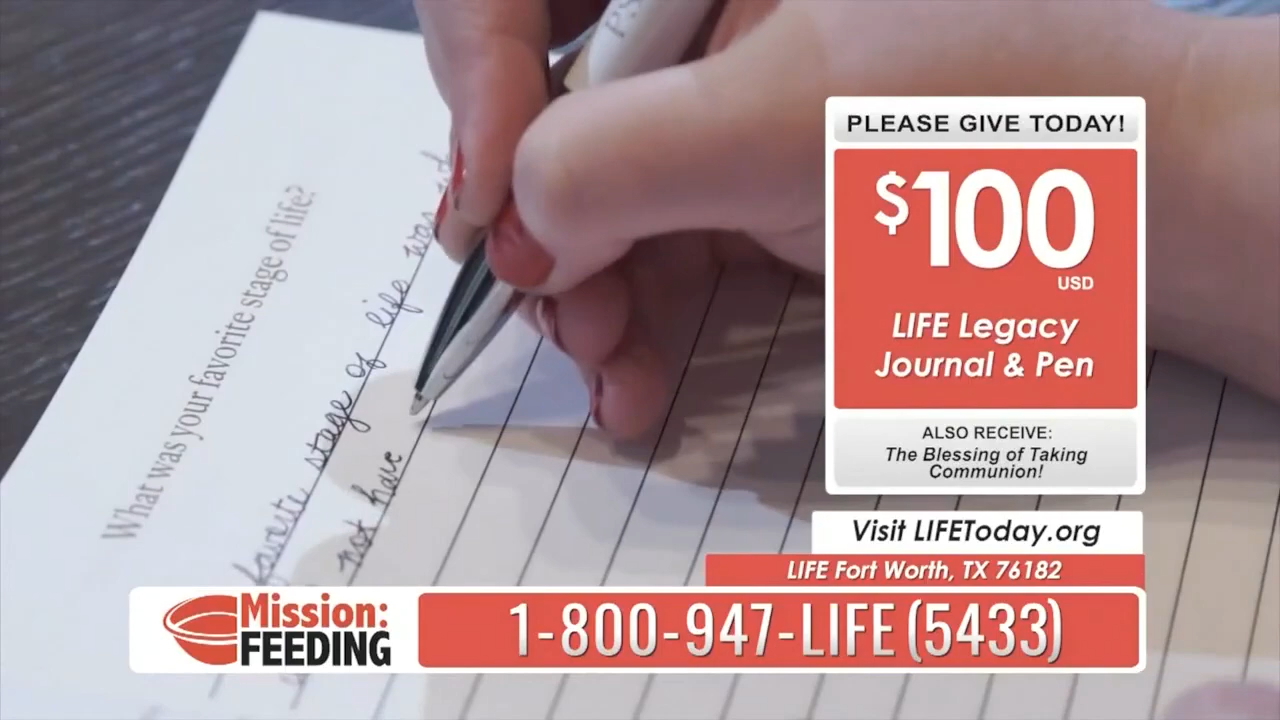 PS
What was your favorite stage of life?
favorite stage of life was
not have
PLEASE GIVE TODAY!
$100
USD
LIFE Legacy
Journal & Pen
ALSO RECEIVE:
The Blessing of Taking
Communion!
Visit LIFEToday.org
LIFE Fort Worth, TX 76182
Mission:
FEEDING
1-800-947-LIFE (5433)